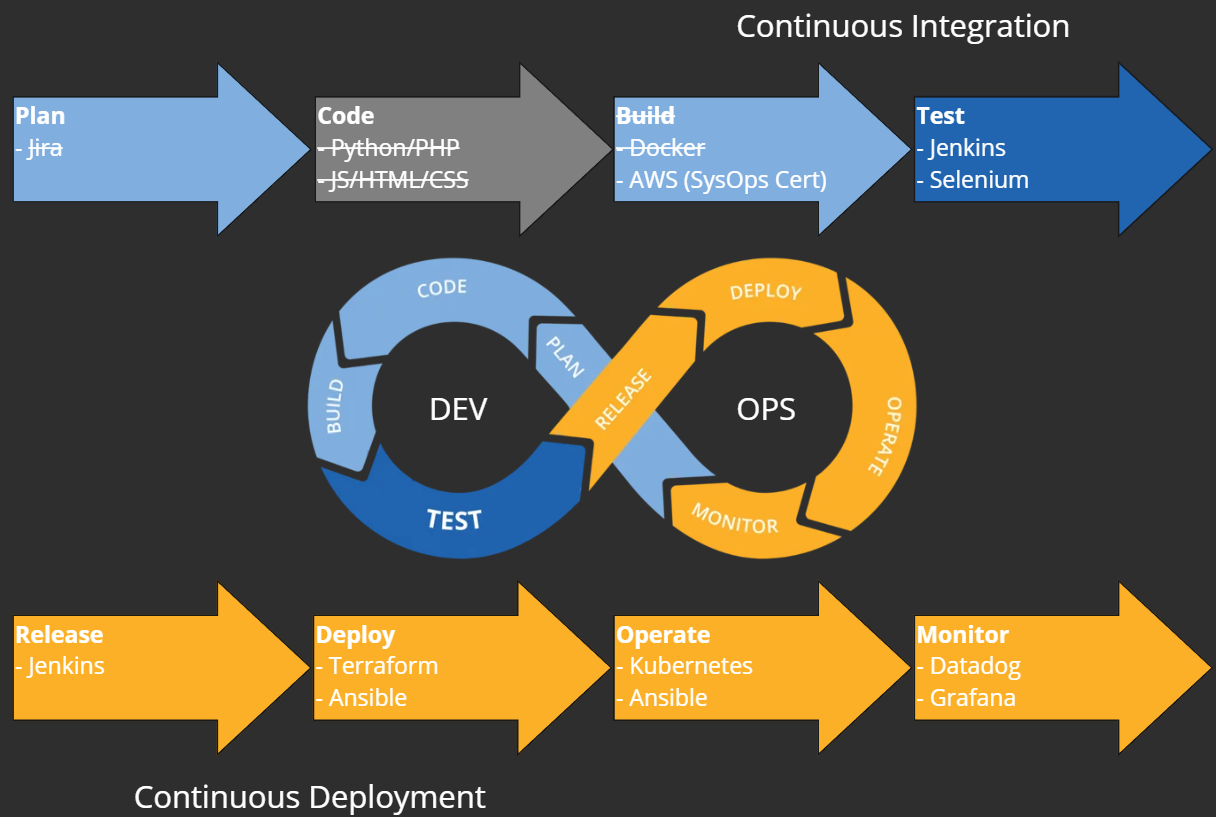 Continuous Integration
Plan
- Jira
Code
- Python/PHP
- JS/HTML/CSS
Build
- Docker
- AWS (SysOps Cert)
Test
- Jenkins
- Selenium
CODE
PLAN
BUILD
TEST
DEV
RELEASE
DEPLOY
OPERATE
MONITOR
OPS
Release
- Jenkins
Deploy
- Terraform
- Ansible
Operate
- Kubernetes
- Ansible
Monitor
- Datadog
- Grafana
Continuous Deployment